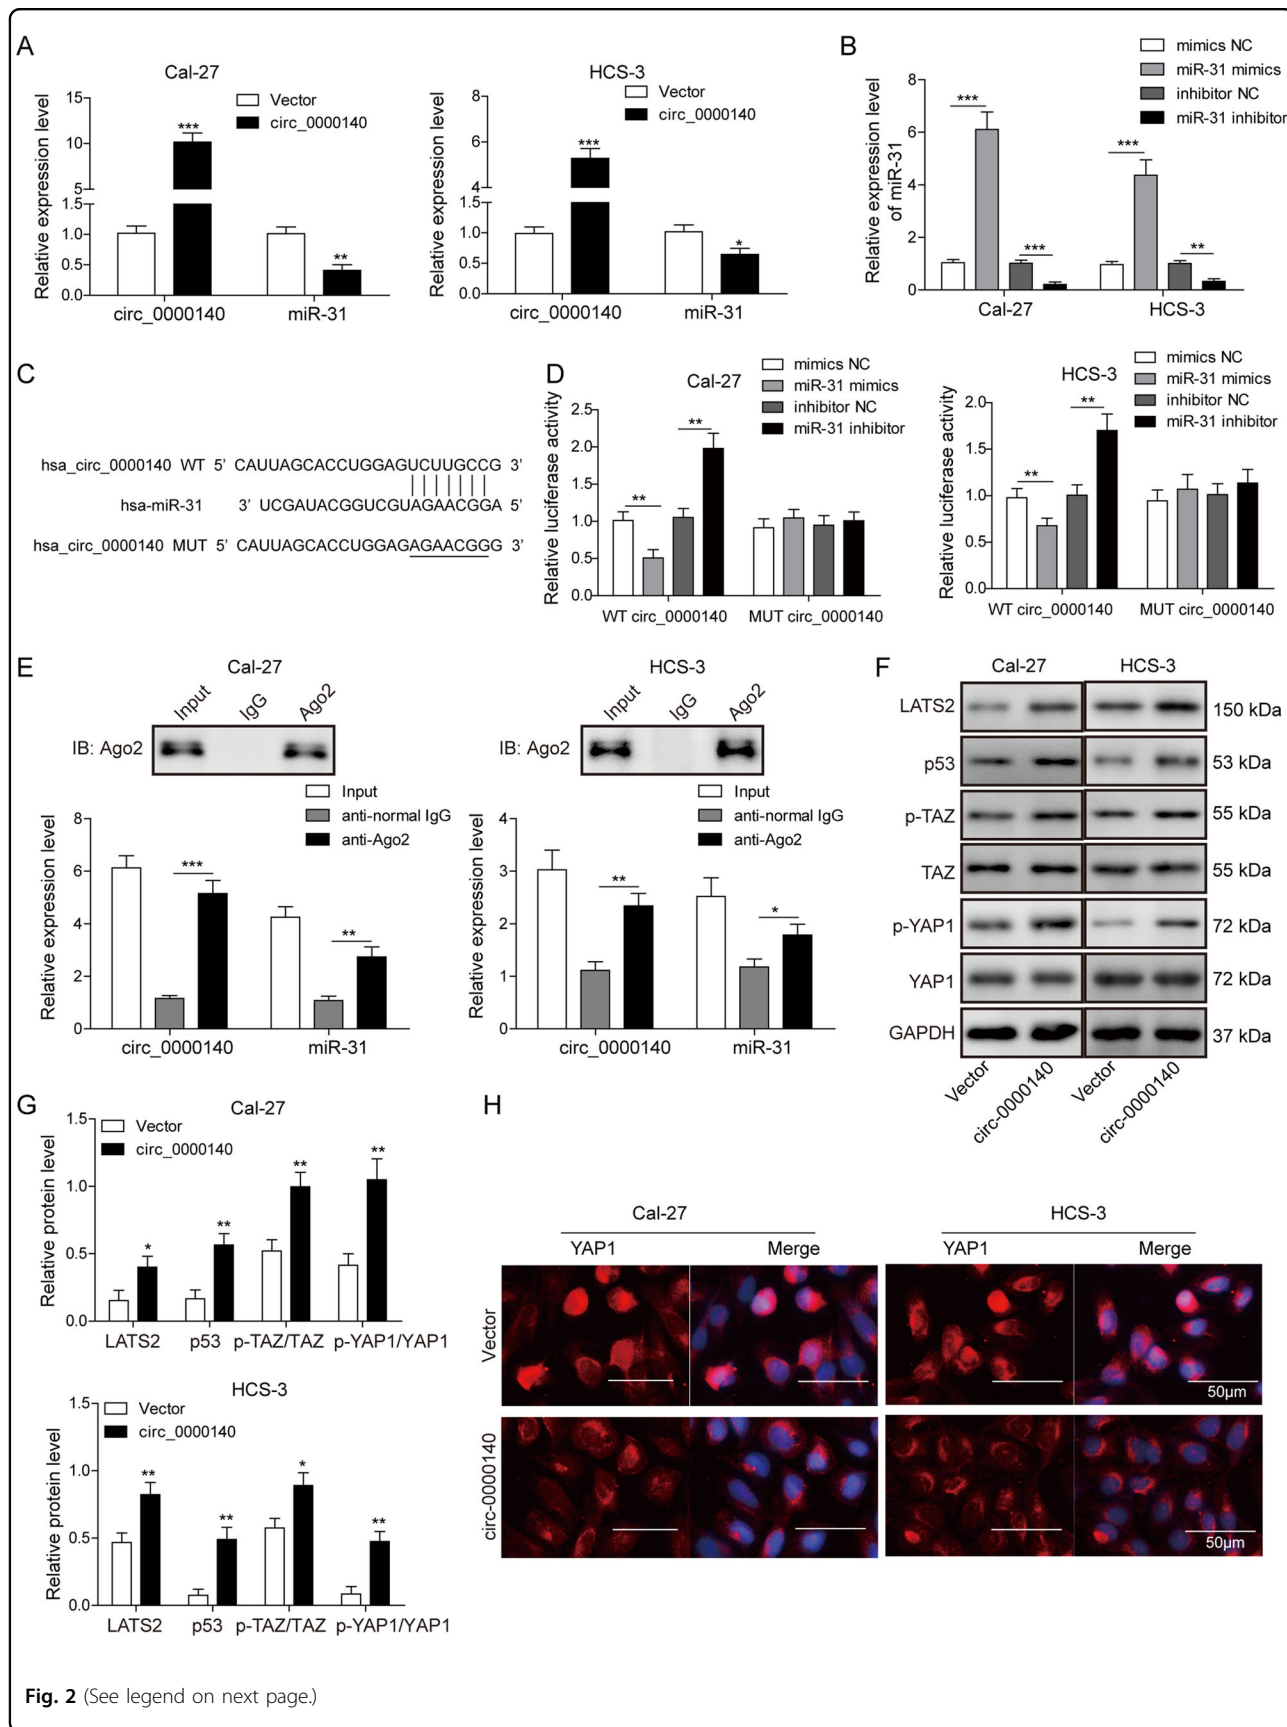 A
Cal-27
Vector
circ_0000140
Relative expression level
15
10
5
1.5
1.0
0.5
0.0
***
**
circ_0000140 miR-31
HCS-3
Vector
circ_0000140
Relative expression level
8
6
4
1.5
1.0
0.5
0.0
***
*
circ_0000140 miR-31
B
mimics NC
miR-31 mimics
inhibitor NC
miR-31 inhibitor
Relative expression level
of miR-31
8
6
4
2
0
***
***
***
**
Cal-27 HCS-3
C
hsa_circ_0000140 WT 5' CAUUAGCACCUGGAGUCUUGCCG 3'
hsa-miR-31 3' UCGAUACGGUCGUAGAACGGA 5'
hsa_circ_0000140 MUT 5' CAUUAGCACCUGGAGAGAACGGG 3'
D
Cal-27
mimics NC
miR-31 mimics
inhibitor NC
miR-31 inhibitor
Relative luciferase activity
2.5
2.0
1.5
1.0
0.5
0.0
**
**
WT circ_0000140 MUT circ_0000140
HCS-3
mimics NC
miR-31 mimics
inhibitor NC
miR-31 inhibitor
Relative luciferase activity
2.0
1.5
1.0
0.5
0.0
**
**
WT circ_0000140 MUT circ_0000140
E
Cal-27
Input IgG Ago2
IB: Ago2
Input
anti-normal IgG
anti-Ago2
Relative expression level
8
6
4
2
0
***
**
circ_0000140 miR-31
HCS-3
Input IgG Ago2
IB: Ago2
Input
anti-normal IgG
anti-Ago2
Relative expression level
4
3
2
1
0
**
*
circ_0000140 miR-31
F
Cal-27 HCS-3
LATS2 150 kDa
p53 53 kDa
p-TAZ 55 kDa
TAZ 55 kDa
p-YAP1 72 kDa
YAP1 72 kDa
GAPDH 37 kDa
Vector circ-0000140 Vector circ-0000140
G
Cal-27
Vector
circ_0000140
Relative protein level
1.5
1.0
0.5
0.0
*
**
**
**
LATS2 p53 p-TAZ/TAZ p-YAP1/YAP1
HCS-3
Vector
circ_0000140
Relative protein level
1.5
1.0
0.5
0.0
**
**
*
**
LATS2 p53 p-TAZ/TAZ p-YAP1/YAP1
H
Cal-27 HCS-3
YAP1 Merge YAP1 Merge
Vector
50μm
circ-0000140
50μm
Fig. 2 (See legend on next page.)